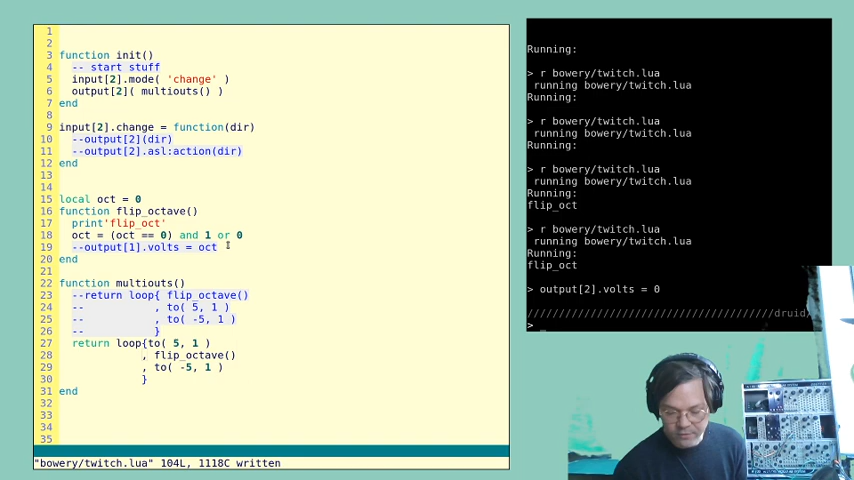 1
2
3 function init()
4 -- start stuff
5 input[2].mode( 'change' )
6 output[2]( multiouts() )
7 end
8
9 input[2].change = function(dir)
10 --output[2](dir)
11 --output[2].asl:action(dir)
12 end
13
14
15 local oct = 0
16 function flip_octave()
17 print'flip_oct'
18 oct = (oct == 0) and 1 or 0
19 --output[1].volts = oct
20 end
21
22 function multiouts()
23 --return loop{ flip_octave()
24 -- , to( 5, 1 )
25 -- , to( -5, 1 )
26 -- }
27 return loop{to( 5, 1 )
28 , flip_octave()
29 , to( -5, 1 )
30 }
31 end
32
33
34
35
"bowery/twitch.lua" 104L, 1118C written
Running:
> r bowery/twitch.lua
running bowery/twitch.lua
Running:
> r bowery/twitch.lua
running bowery/twitch.lua
Running:
> r bowery/twitch.lua
running bowery/twitch.lua
Running:
flip_oct
> r bowery/twitch.lua
running bowery/twitch.lua
Running:
flip_oct
> output[2].volts = 0
/////////////////////////////////////////druid/
> _